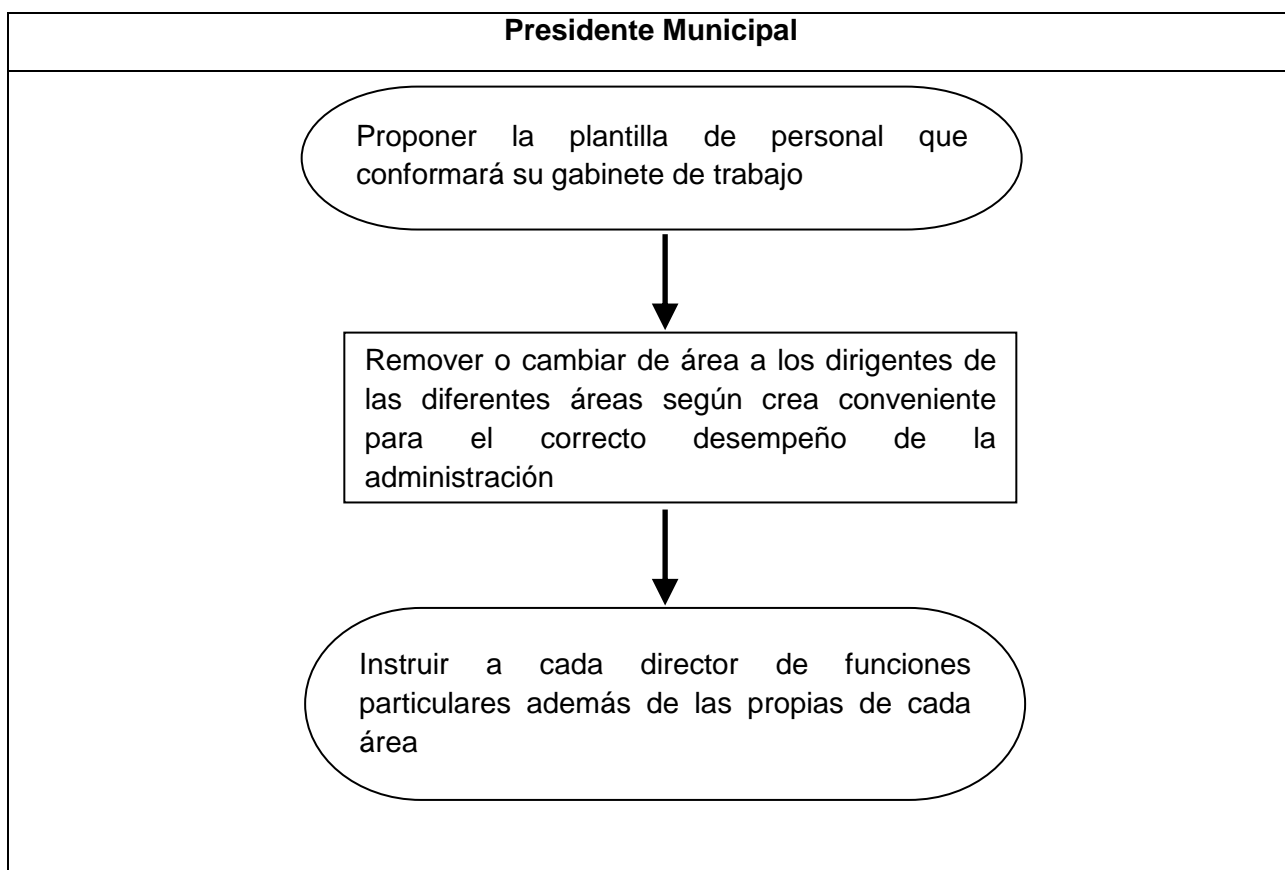 Presidente Municipal
Proponer la plantilla de personal que
conformará su gabinete de trabajo
Remover o cambiar de área a los dirigentes de
las diferentes áreas según crea conveniente
para el correcto desempeño de la
administración
Instruir a cada director de funciones
particulares además de las propias de cada
área